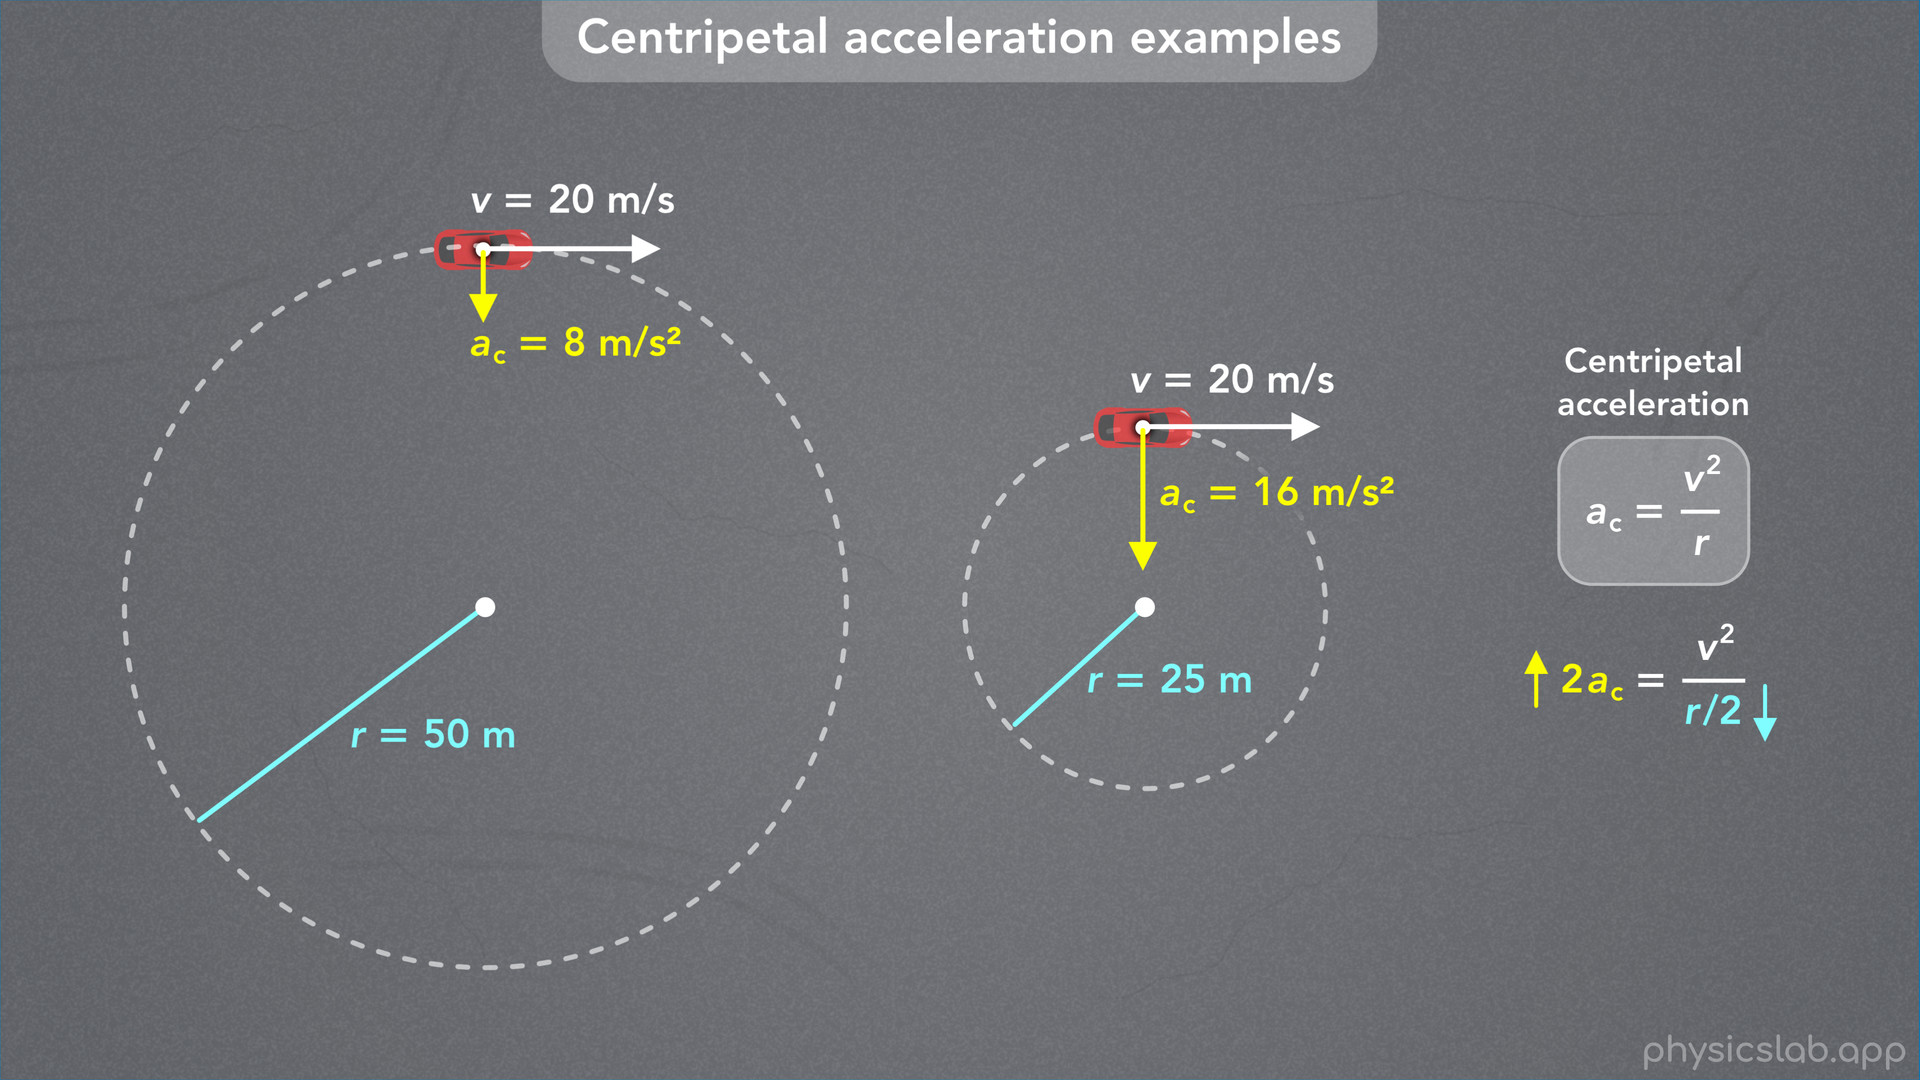 Centripetal acceleration examples
v = 20 m/s
a_c = 8 m/s²
r = 50 m
v = 20 m/s
a_c = 16 m/s²
r = 25 m
Centripetal
acceleration
a_c = v²/r
2a_c = v²/(r/2)
physicslab.app